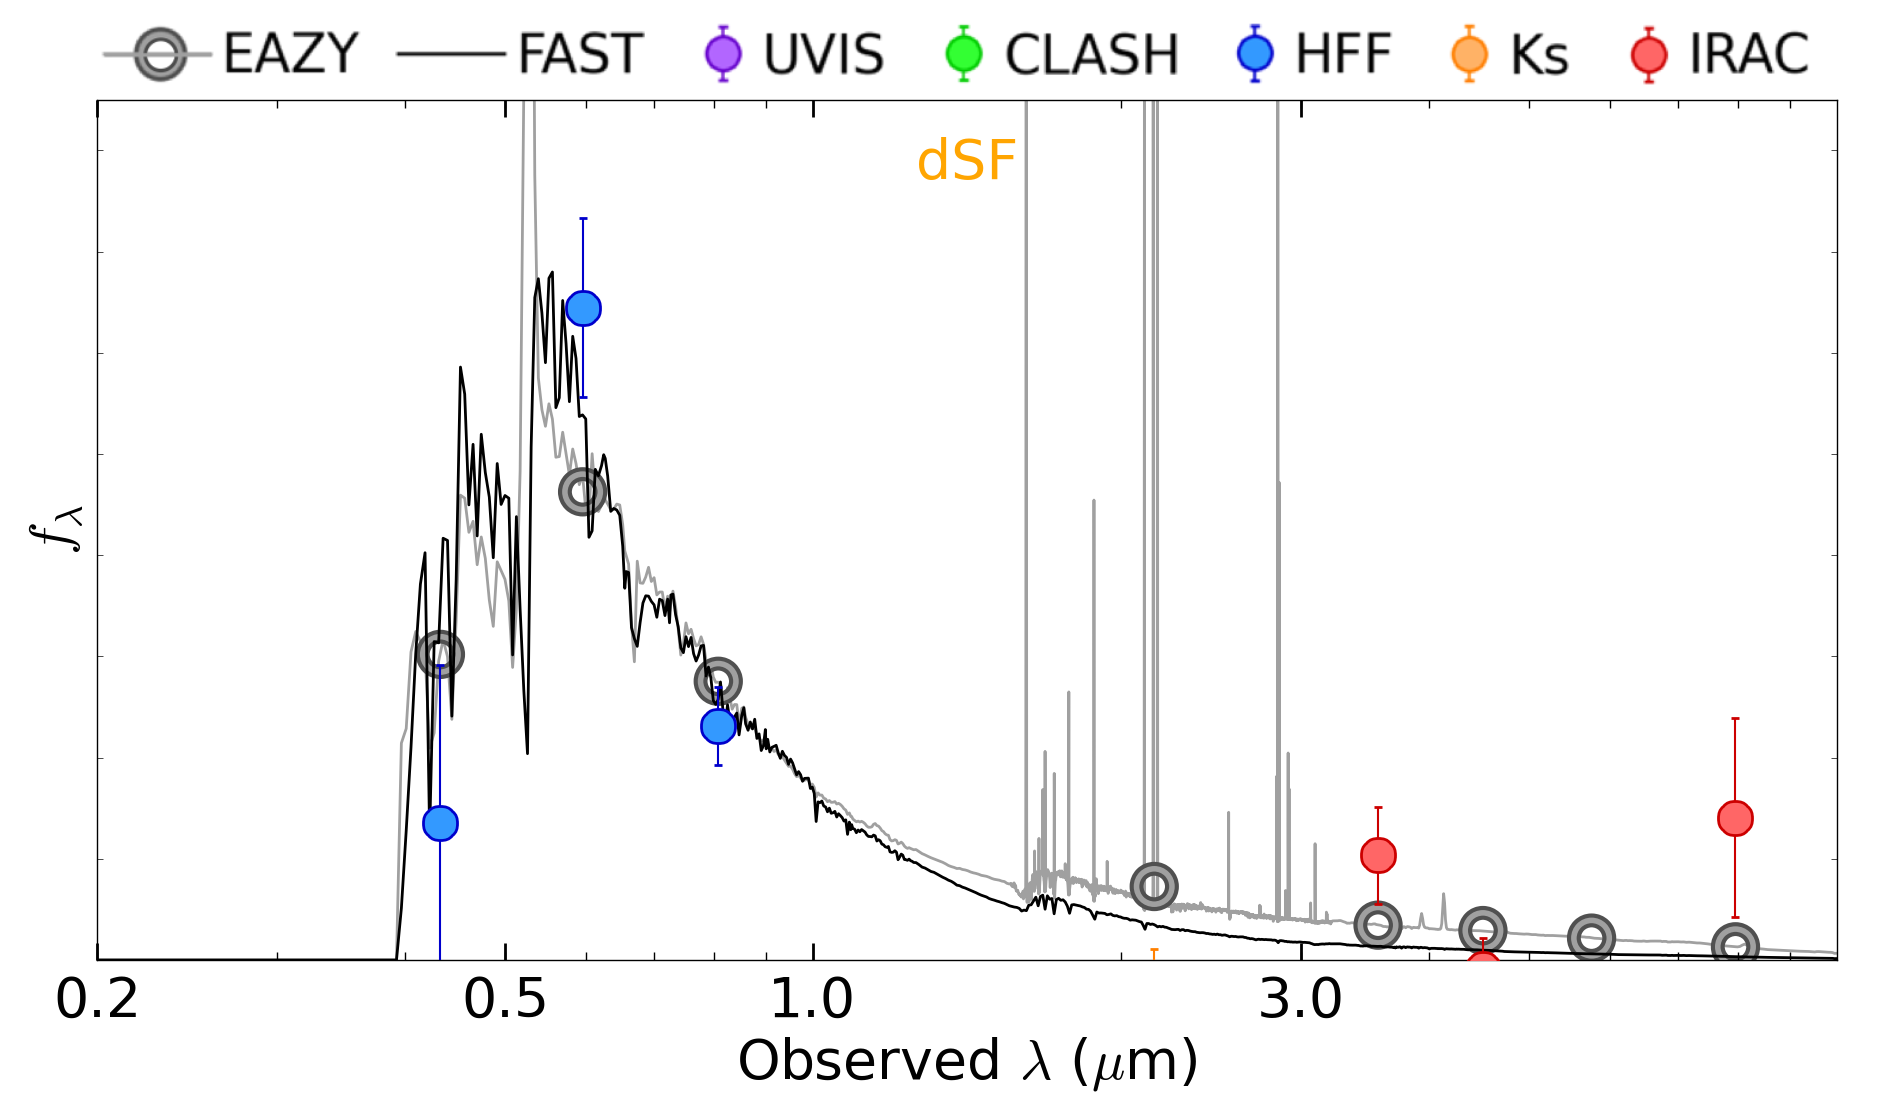 EAZY FAST UVIS CLASH HFF Ks IRAC
dSF
fλ
0.2 0.5 1.0 3.0
Observed λ (μm)